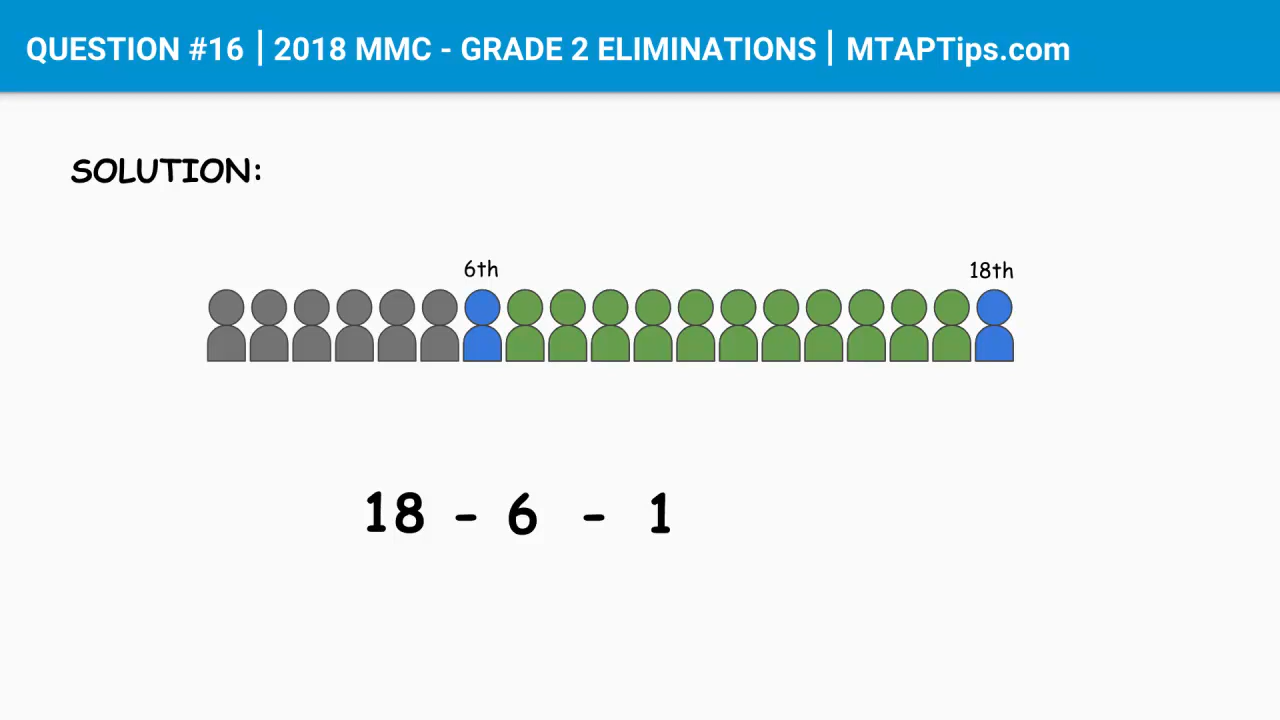 QUESTION #16 | 2018 MMC - GRADE 2 ELIMINATIONS | MTAPTips.com
SOLUTION:
6th 18th
18 - 6 - 1